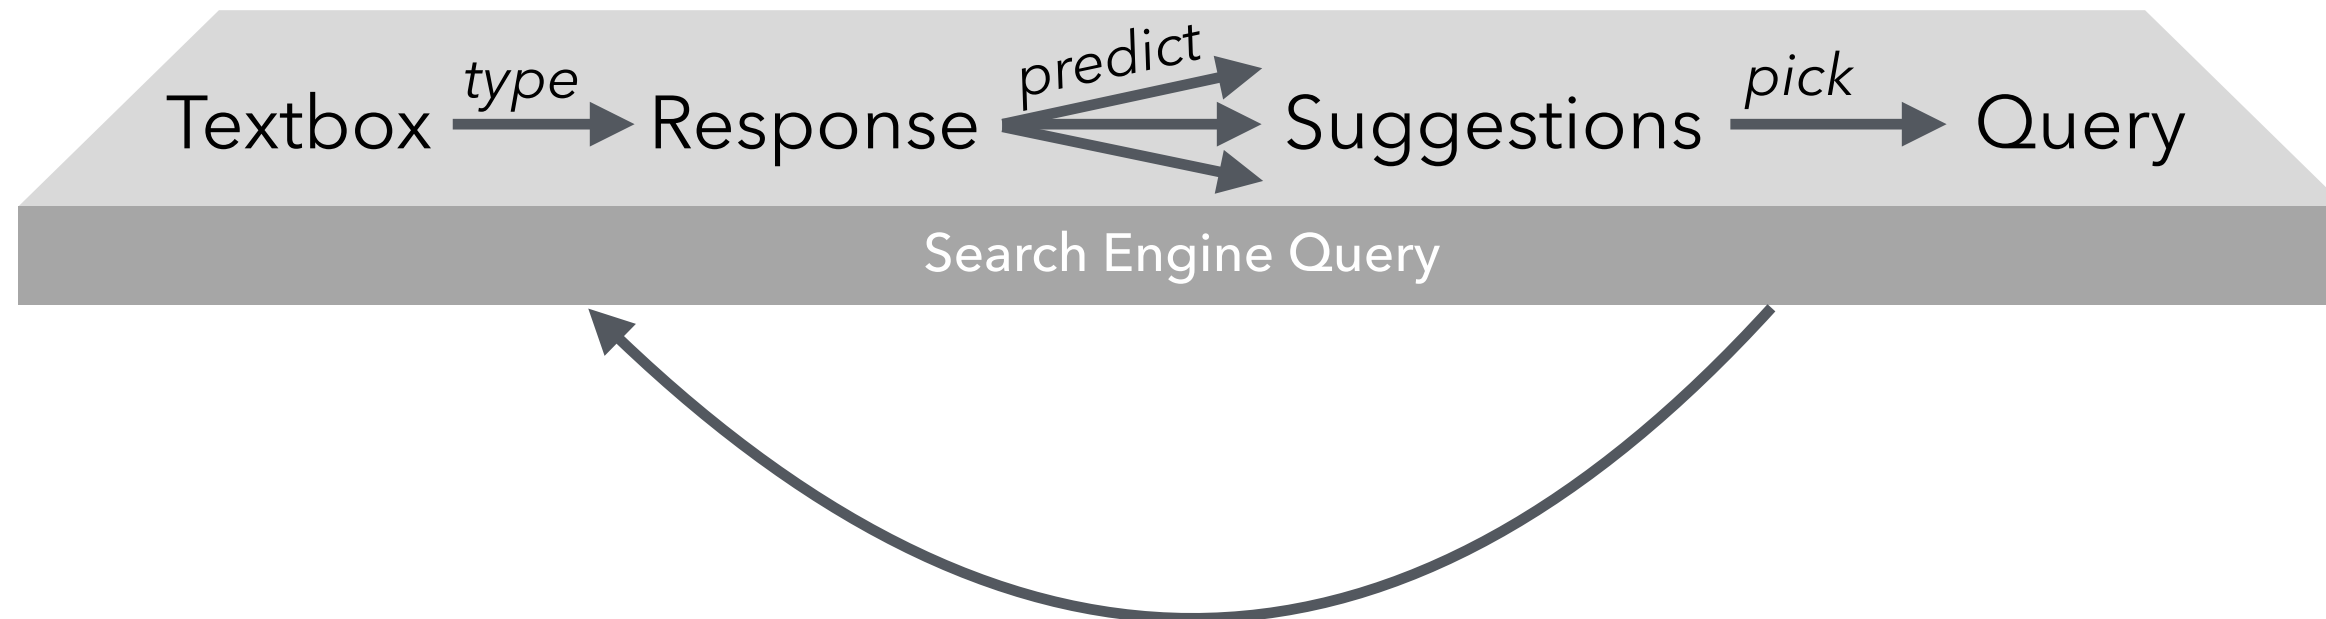 Textbox type Response predict Suggestions pick Query
Search Engine Query